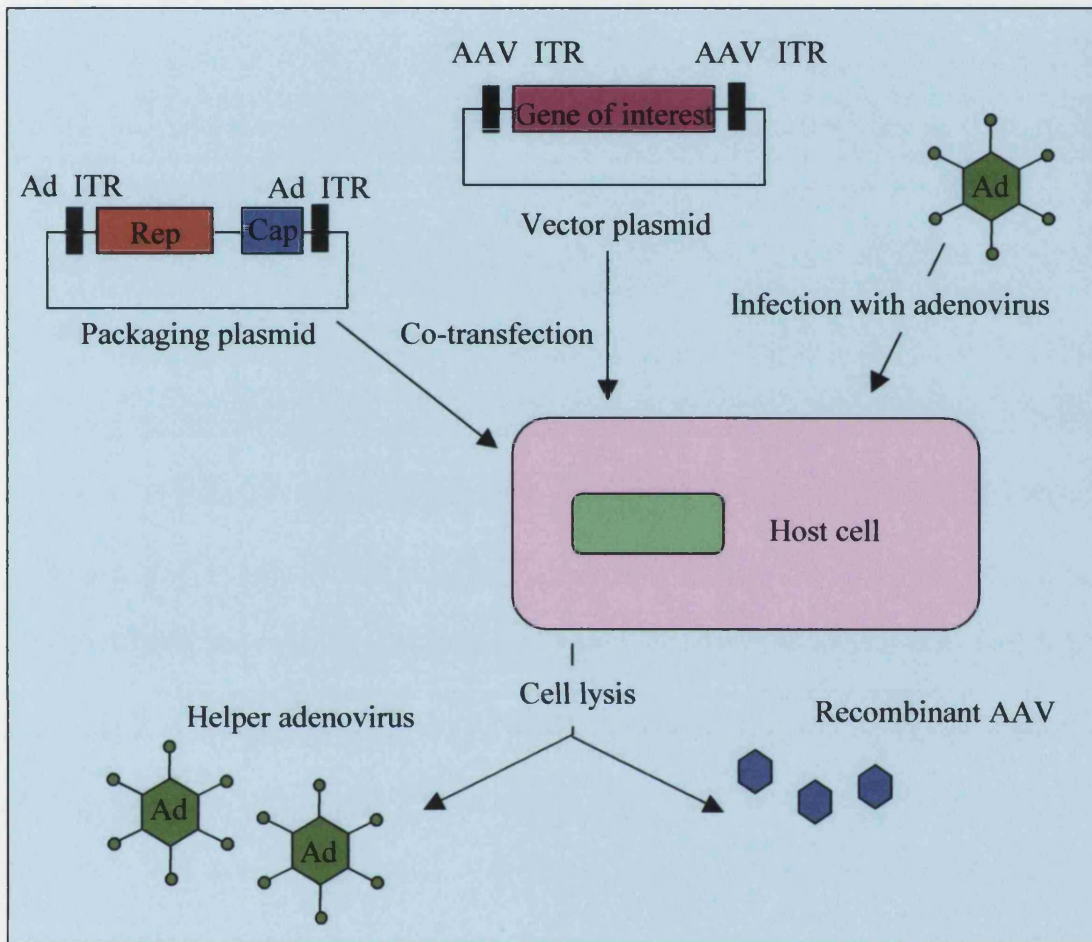 AAV ITR AAV ITR
Gene of interest
Vector plasmid
Ad ITR Ad ITR
Rep Cap
Packaging plasmid
Ad
Infection with adenovirus
Co-transfection
Host cell
Cell lysis
Helper adenovirus
Recombinant AAV
Ad
Ad